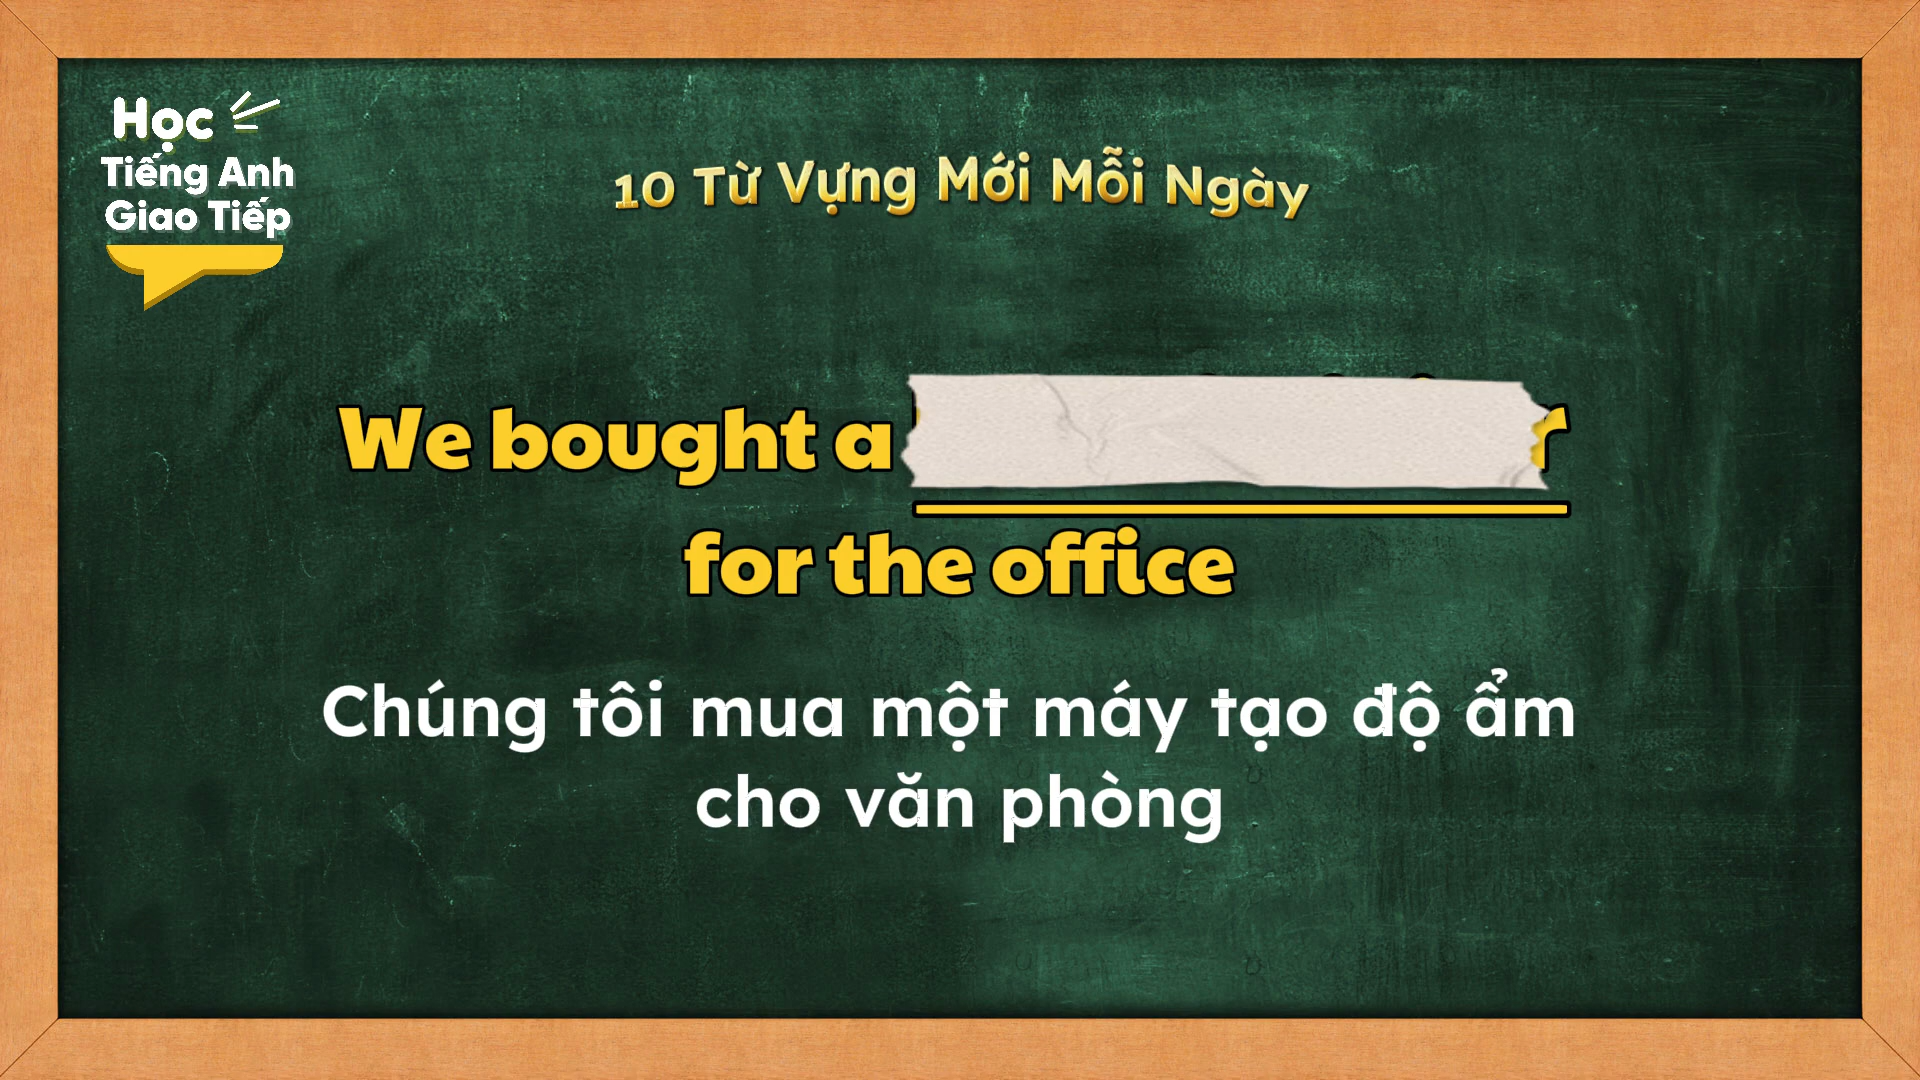 Học
Tiếng Anh
Giao Tiếp
10 Từ Vựng Mới Mỗi Ngày
We bought a
for the office
Chúng tôi mua một máy tạo độ ẩm
cho văn phòng